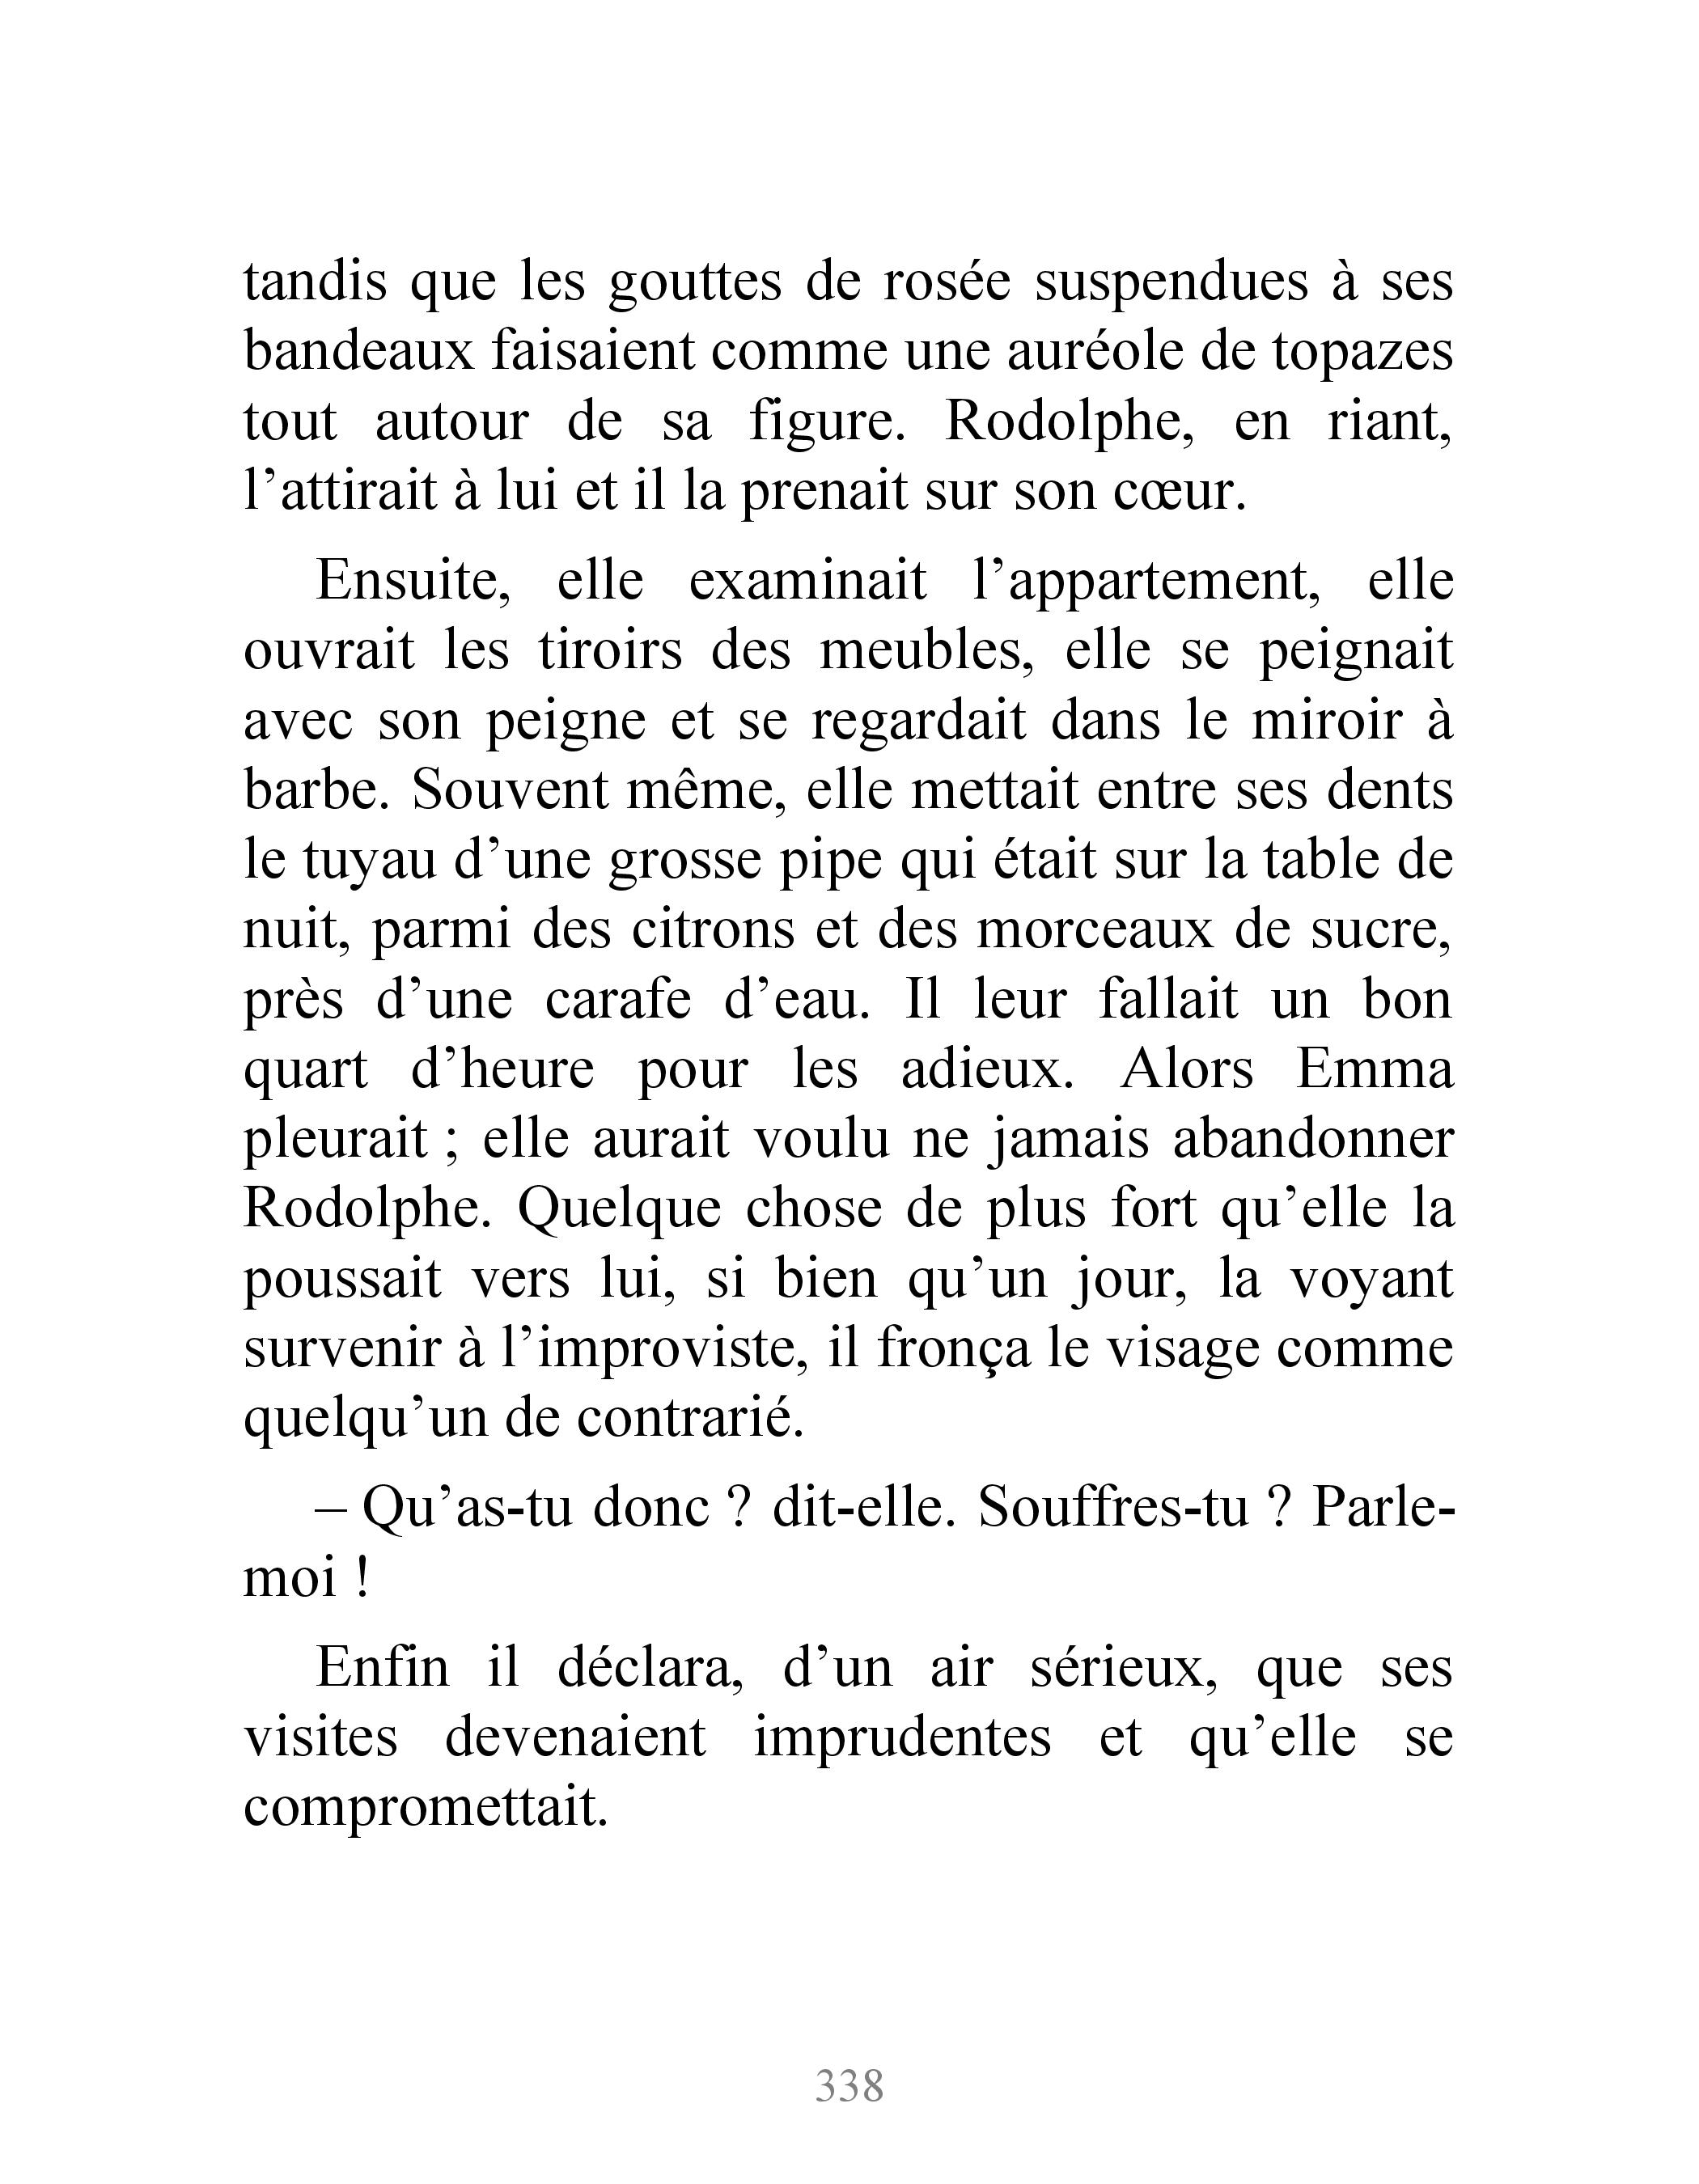 tandis que les gouttes de rosée suspendues à ses
bandeaux faisaient comme une auréole de topazes
tout autour de sa figure. Rodolphe, en riant,
l’attirait à lui et il la prenait sur son cœur.
Ensuite, elle examinait l’appartement, elle
ouvrait les tiroirs des meubles, elle se peignait
avec son peigne et se regardait dans le miroir à
barbe. Souvent même, elle mettait entre ses dents
le tuyau d’une grosse pipe qui était sur la table de
nuit, parmi des citrons et des morceaux de sucre,
près d’une carafe d’eau. Il leur fallait un bon
quart d’heure pour les adieux. Alors Emma
pleurait ; elle aurait voulu ne jamais abandonner
Rodolphe. Quelque chose de plus fort qu’elle la
poussait vers lui, si bien qu’un jour, la voyant
survenir à l’improviste, il fronça le visage comme
quelqu’un de contrarié.
– Qu’as-tu donc ? dit-elle. Souffres-tu ? Parle-
moi !
Enfin il déclara, d’un air sérieux, que ses
visites devenaient imprudentes et qu’elle se
compromettait.
338